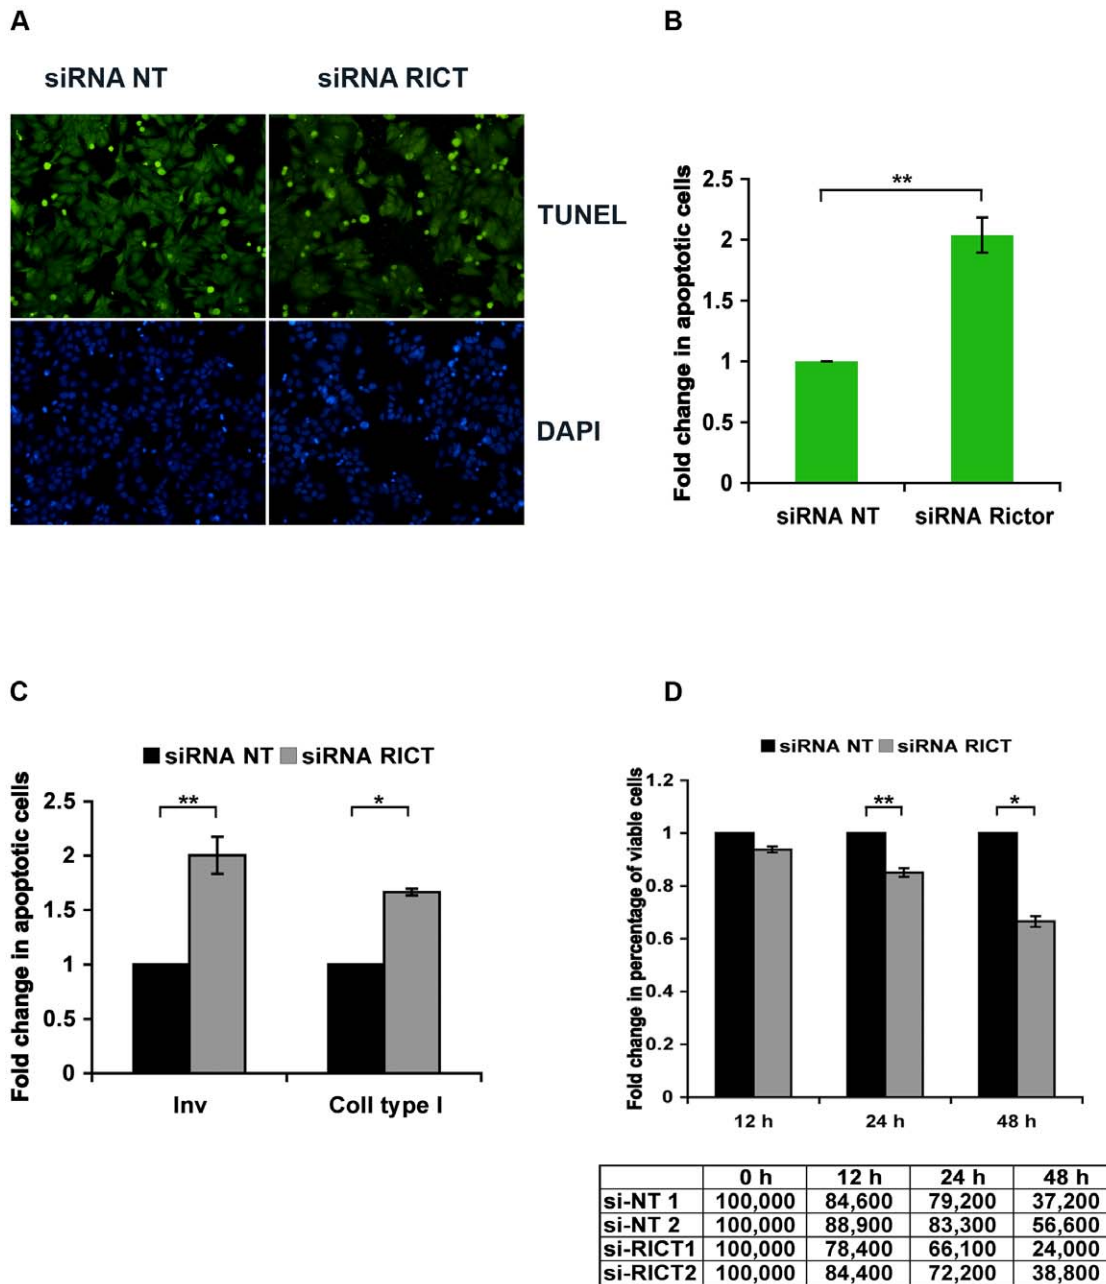 A
siRNA NT
siRNA RICT
TUNEL
DAPI
B
Fold change in apoptotic cells
2.5
2
1.5
1
0.5
0
**
siRNA NT
siRNA Rictor
C
siRNA NT
siRNA RICT
Fold change in apoptotic cells
2.5
2
1.5
1
0.5
0
**
*
Inv
Coll type I
D
siRNA NT
siRNA RICT
Fold change in percentage of viable cells
1.2
1
0.8
0.6
0.4
0.2
0
**
*
12 h
24 h
48 h
0 h 12 h 24 h 48 h
si-NT 1 100,000 84,600 79,200 37,200
si-NT 2 100,000 88,900 83,300 56,600
si-RICT1 100,000 78,400 66,100 24,000
si-RICT2 100,000 84,400 72,200 38,800